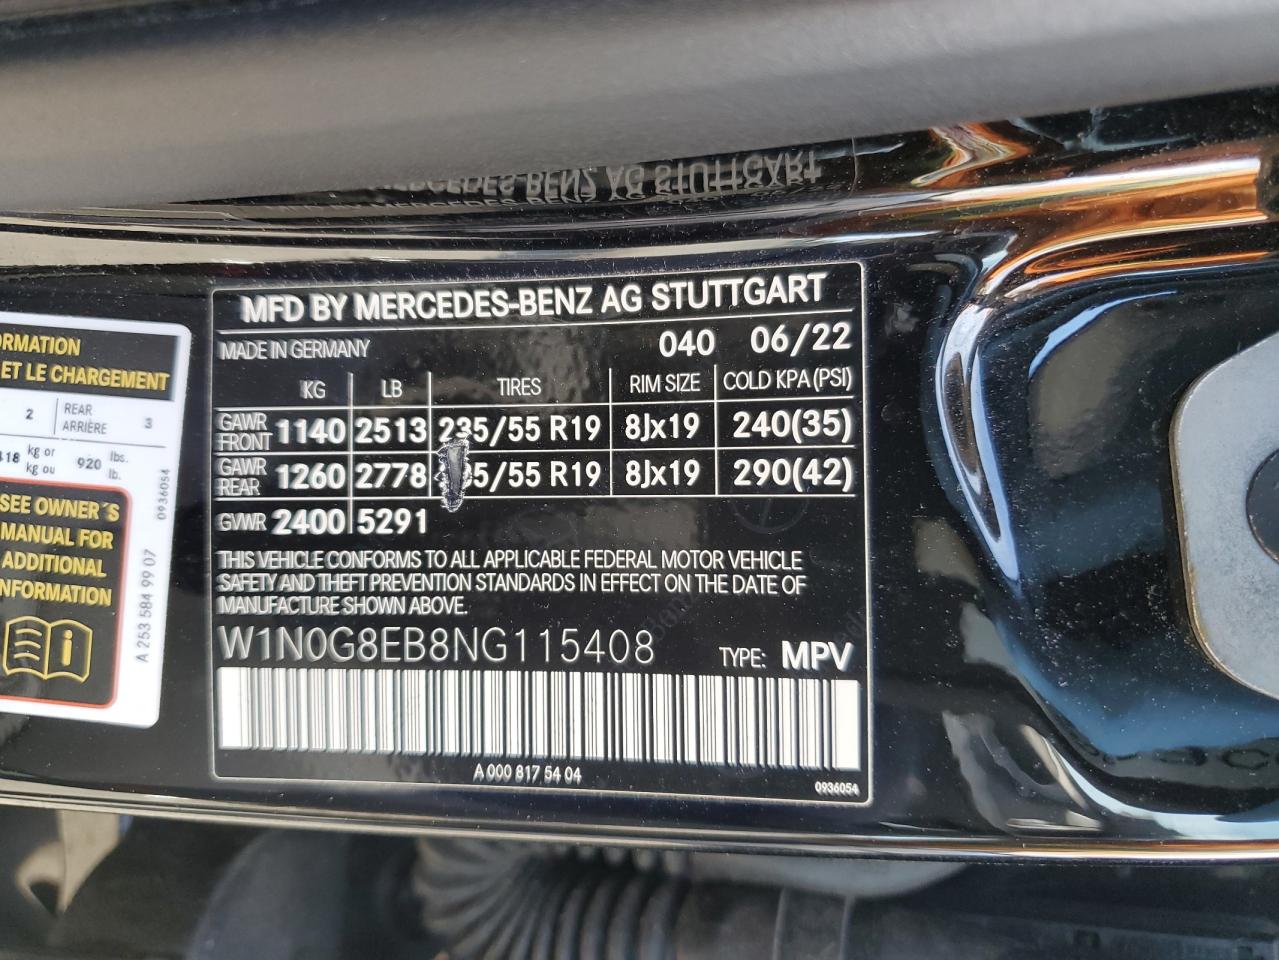 MFD BY MERCEDES-BENZ AG STUTTGART
MADE IN GERMANY 040 06/22
KG LB TIRES RIM SIZE COLD KPA (PSI)
GAWR FRONT 1140 2513 235/55 R19 8Jx19 240(35)
GAWR REAR 1260 2778 35/55 R19 8Jx19 290(42)
GVWR 2400 5291
THIS VEHICLE CONFORMS TO ALL APPLICABLE FEDERAL MOTOR VEHICLE
SAFETY AND THEFT PREVENTION STANDARDS IN EFFECT ON THE DATE OF
MANUFACTURE SHOWN ABOVE.
W1N0G8EB8NG115408 TYPE: MPV
A 000 817 54 04
0936054
ORMATION
ET LE CHARGEMENT
2 REAR ARRIÈRE 3
418 kg or kg ou 920 lbs. lb.
SEE OWNER´S
MANUAL FOR
ADDITIONAL
INFORMATION
0936054
A 253 584 99 07
MERCEDES-BENZ AG STUTTGART